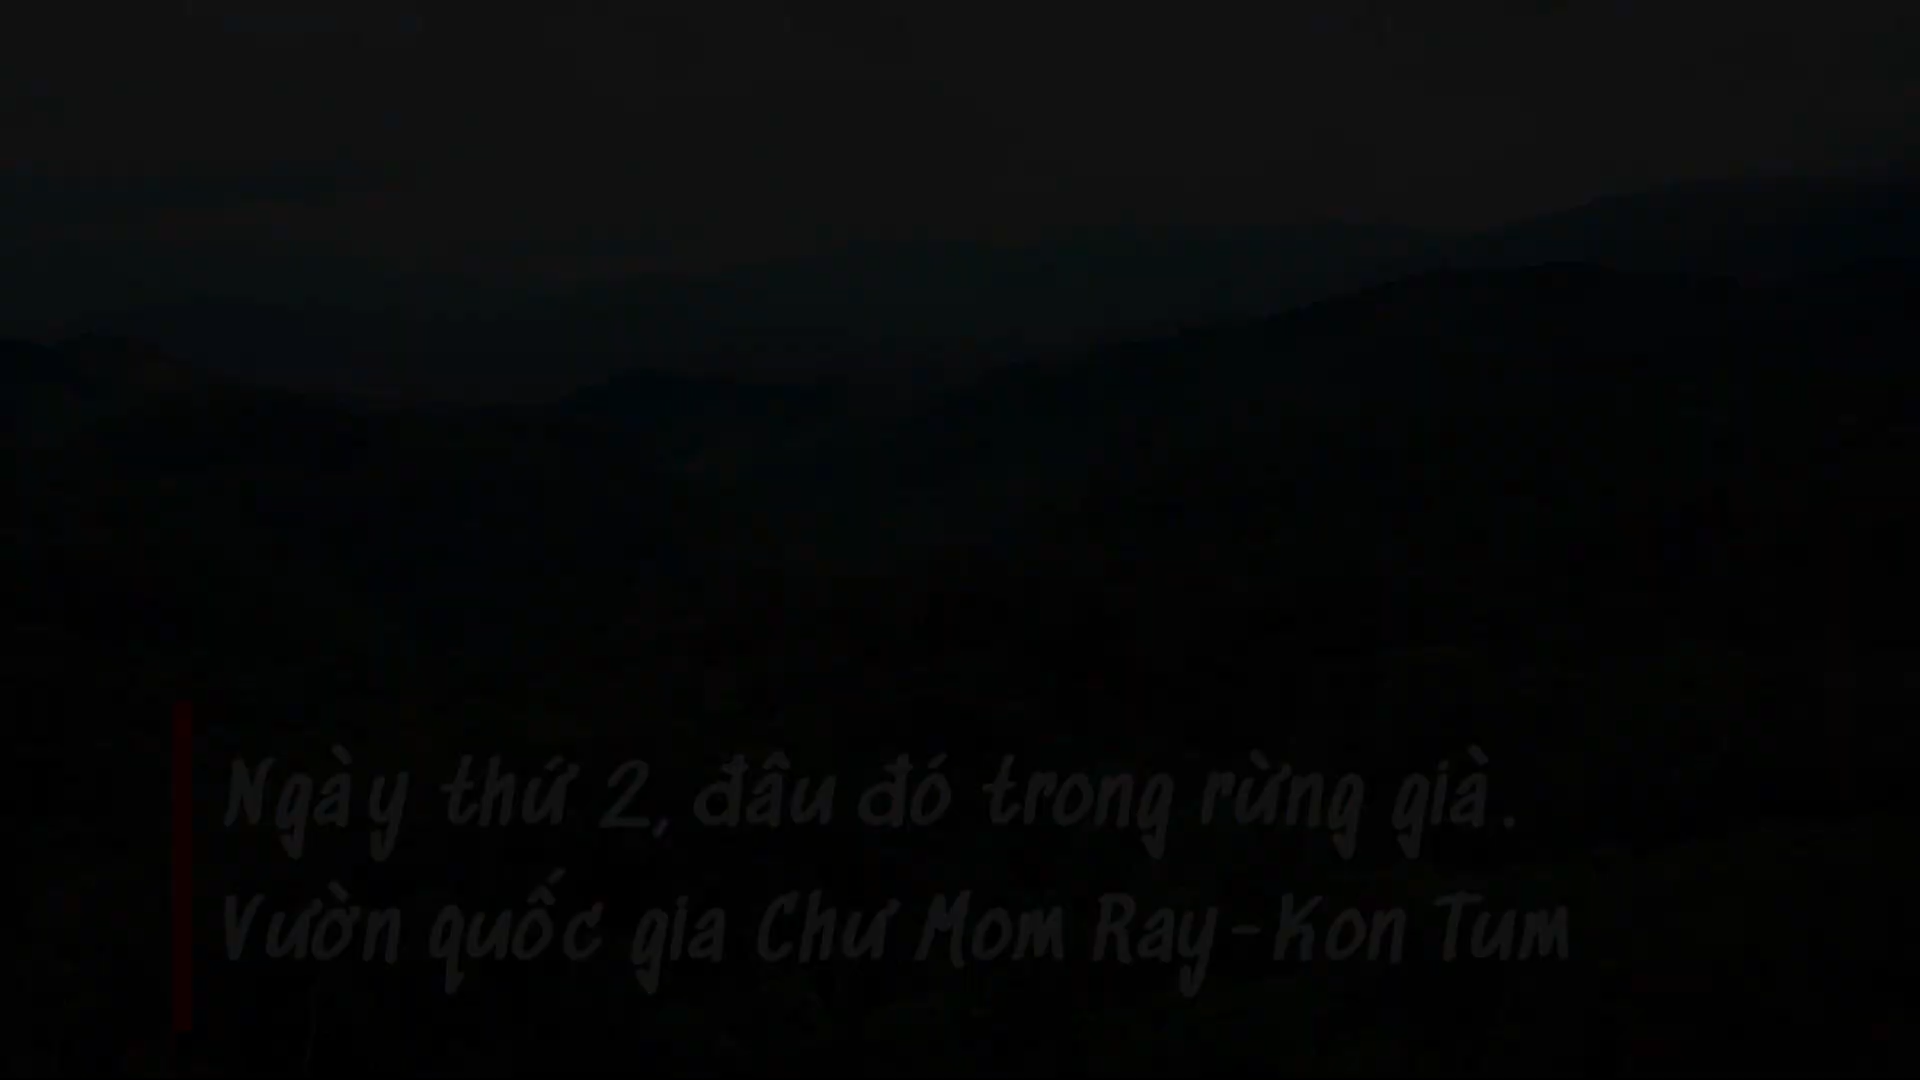 Ngày thứ 2, đâu đó trong rừng già.
Vườn quốc gia Chư Mom Ray-Kon Tum